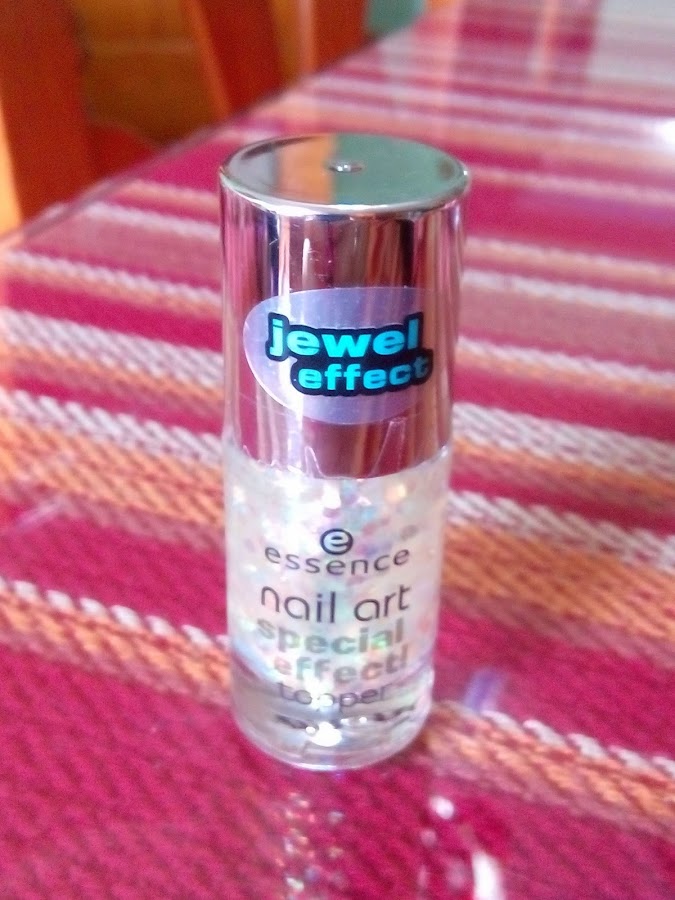 jewel
effect
e
essence
nail art
special
effect!
topper